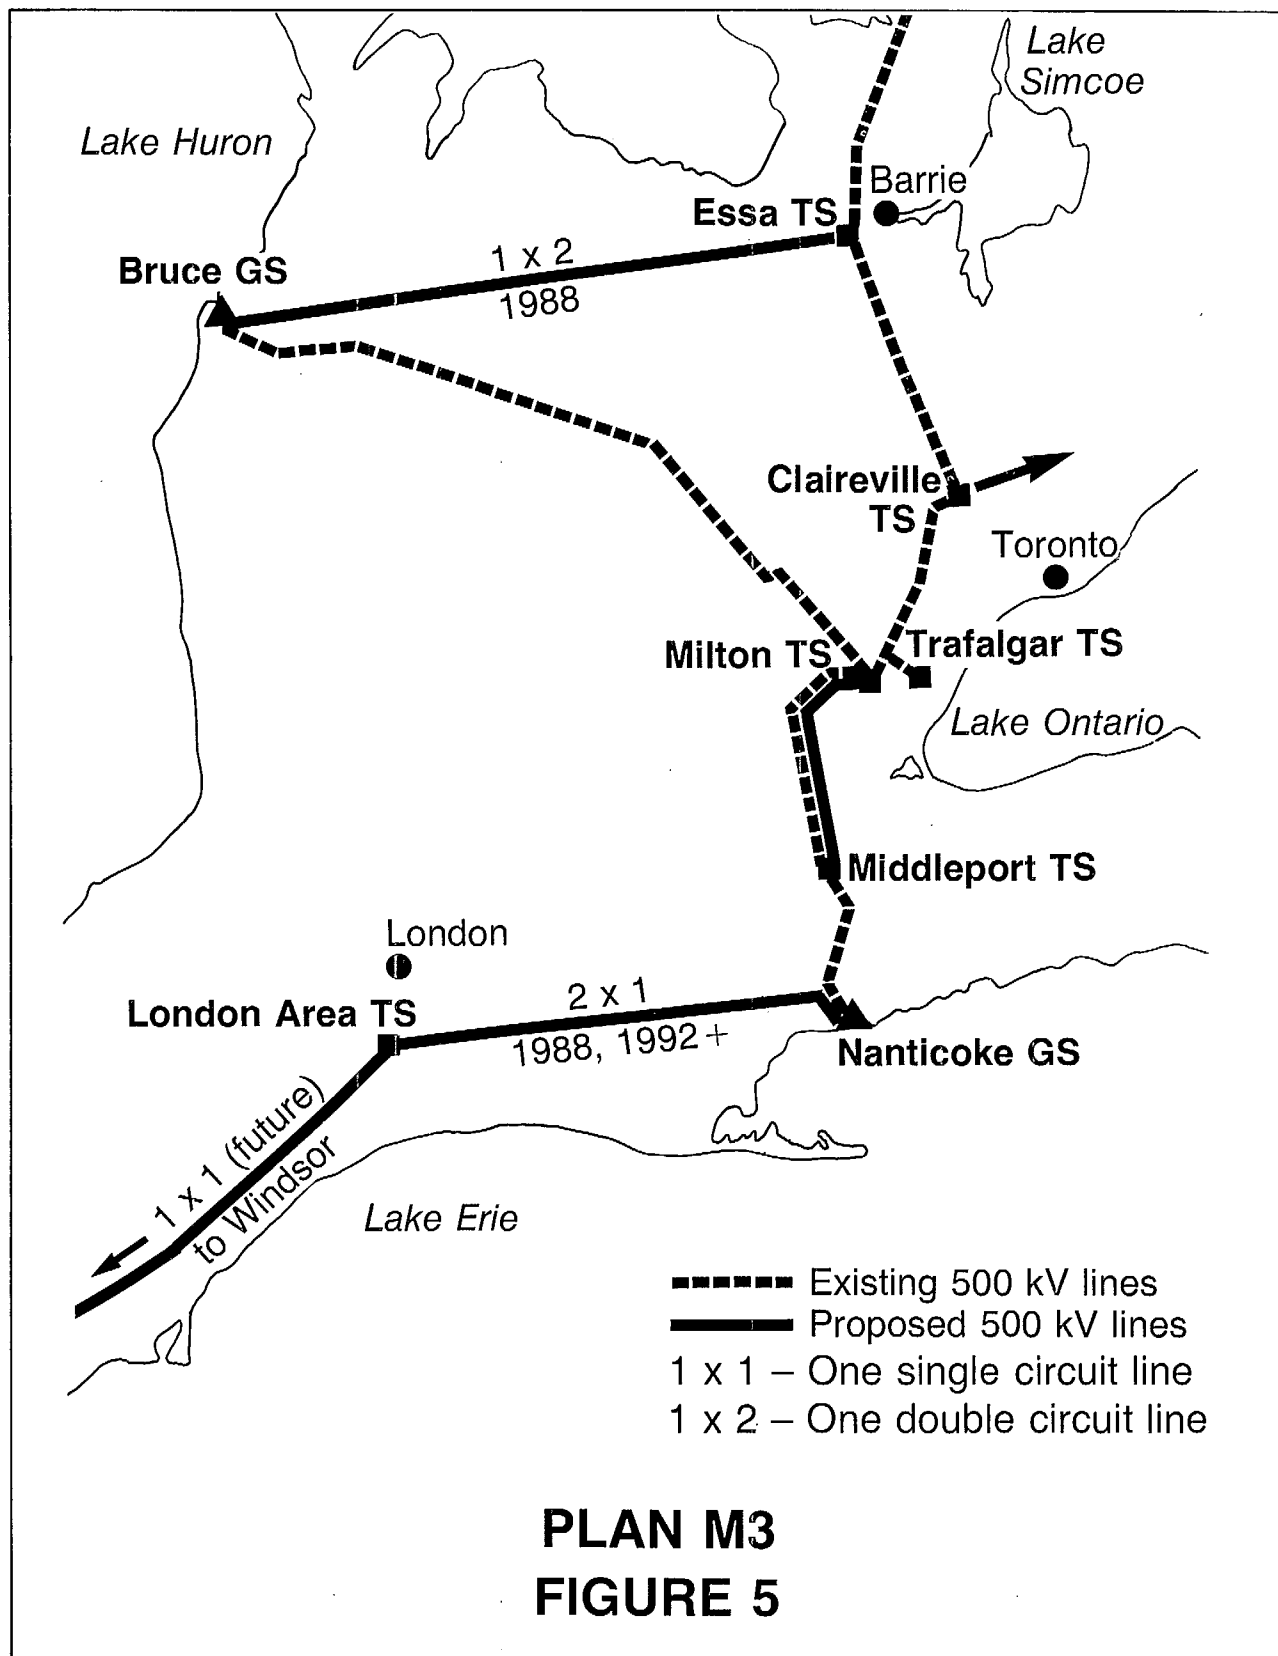 Lake
Simcoe
Lake Huron
Barrie
Essa TS
1 x 2
1988
Bruce GS
Claireville
TS
Toronto
Trafalgar TS
Milton TS
Lake Ontario
Middleport TS
London
London Area TS
2 x 1
1988, 1992+
Nanticoke GS
1 x 1 (future)
to Windsor
Lake Erie
Existing 500 kV lines
Proposed 500 kV lines
1 x 1 – One single circuit line
1 x 2 – One double circuit line
PLAN M3
FIGURE 5